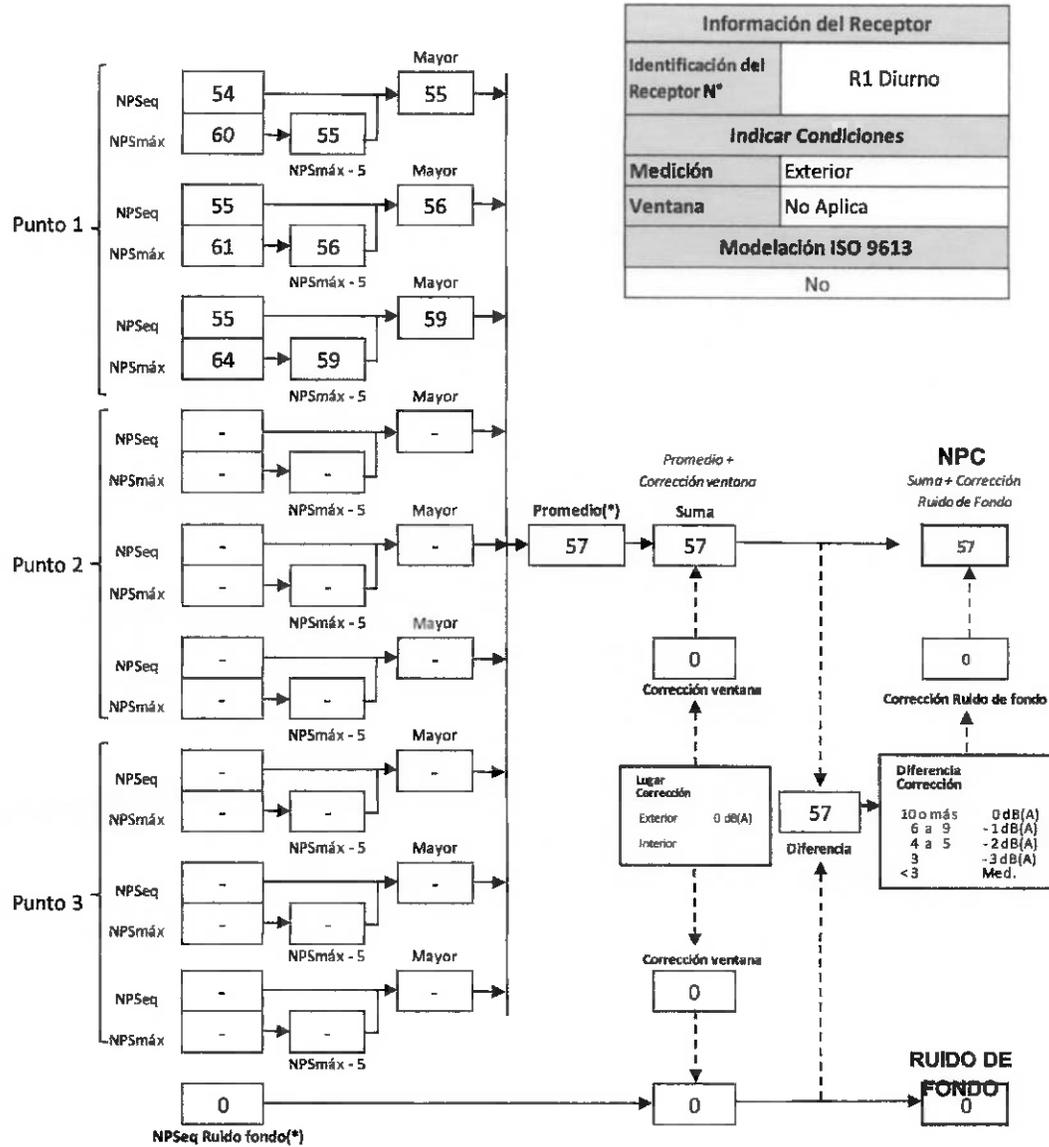 Información del Receptor
Identificación del Receptor N° R1 Diurno
Indicar Condiciones
Medición Exterior
Ventana No Aplica
Modelación ISO 9613
No
Punto 1
Mayor
NPSeq 54 55
NPSmáx 60 55
NPSmáx - 5
Mayor
NPSeq 55 56
NPSmáx 61 56
NPSmáx - 5
Mayor
NPSeq 55 59
NPSmáx 64 59
NPSmáx - 5
Punto 2
Mayor
NPSeq - -
NPSmáx - -
NPSmáx - 5
Mayor
NPSeq - -
NPSmáx - -
NPSmáx - 5
Mayor
NPSeq - -
NPSmáx - -
NPSmáx - 5
Punto 3
Mayor
NPSeq - -
NPSmáx - -
NPSmáx - 5
Mayor
NPSeq - -
NPSmáx - -
NPSmáx - 5
Mayor
NPSeq - -
NPSmáx - -
NPSmáx - 5
Promedio(*)
57
Promedio +
Corrección ventana
Suma
57
0
Corrección ventana
Lugar
Corrección
Exterior 0 dB(A)
Interior
Corrección ventana
0
57
Diferencia
NPC
Suma + Corrección
Ruido de Fondo
57
0
Corrección Ruido de fondo
Diferencia
Corrección
10 o más 0 dB(A)
6 a 9 -1 dB(A)
4 a 5 -2 dB(A)
3 -3 dB(A)
<3 Med.
0
NPSeq Ruido fondo(*)
0
RUIDO DE
FONDO
0